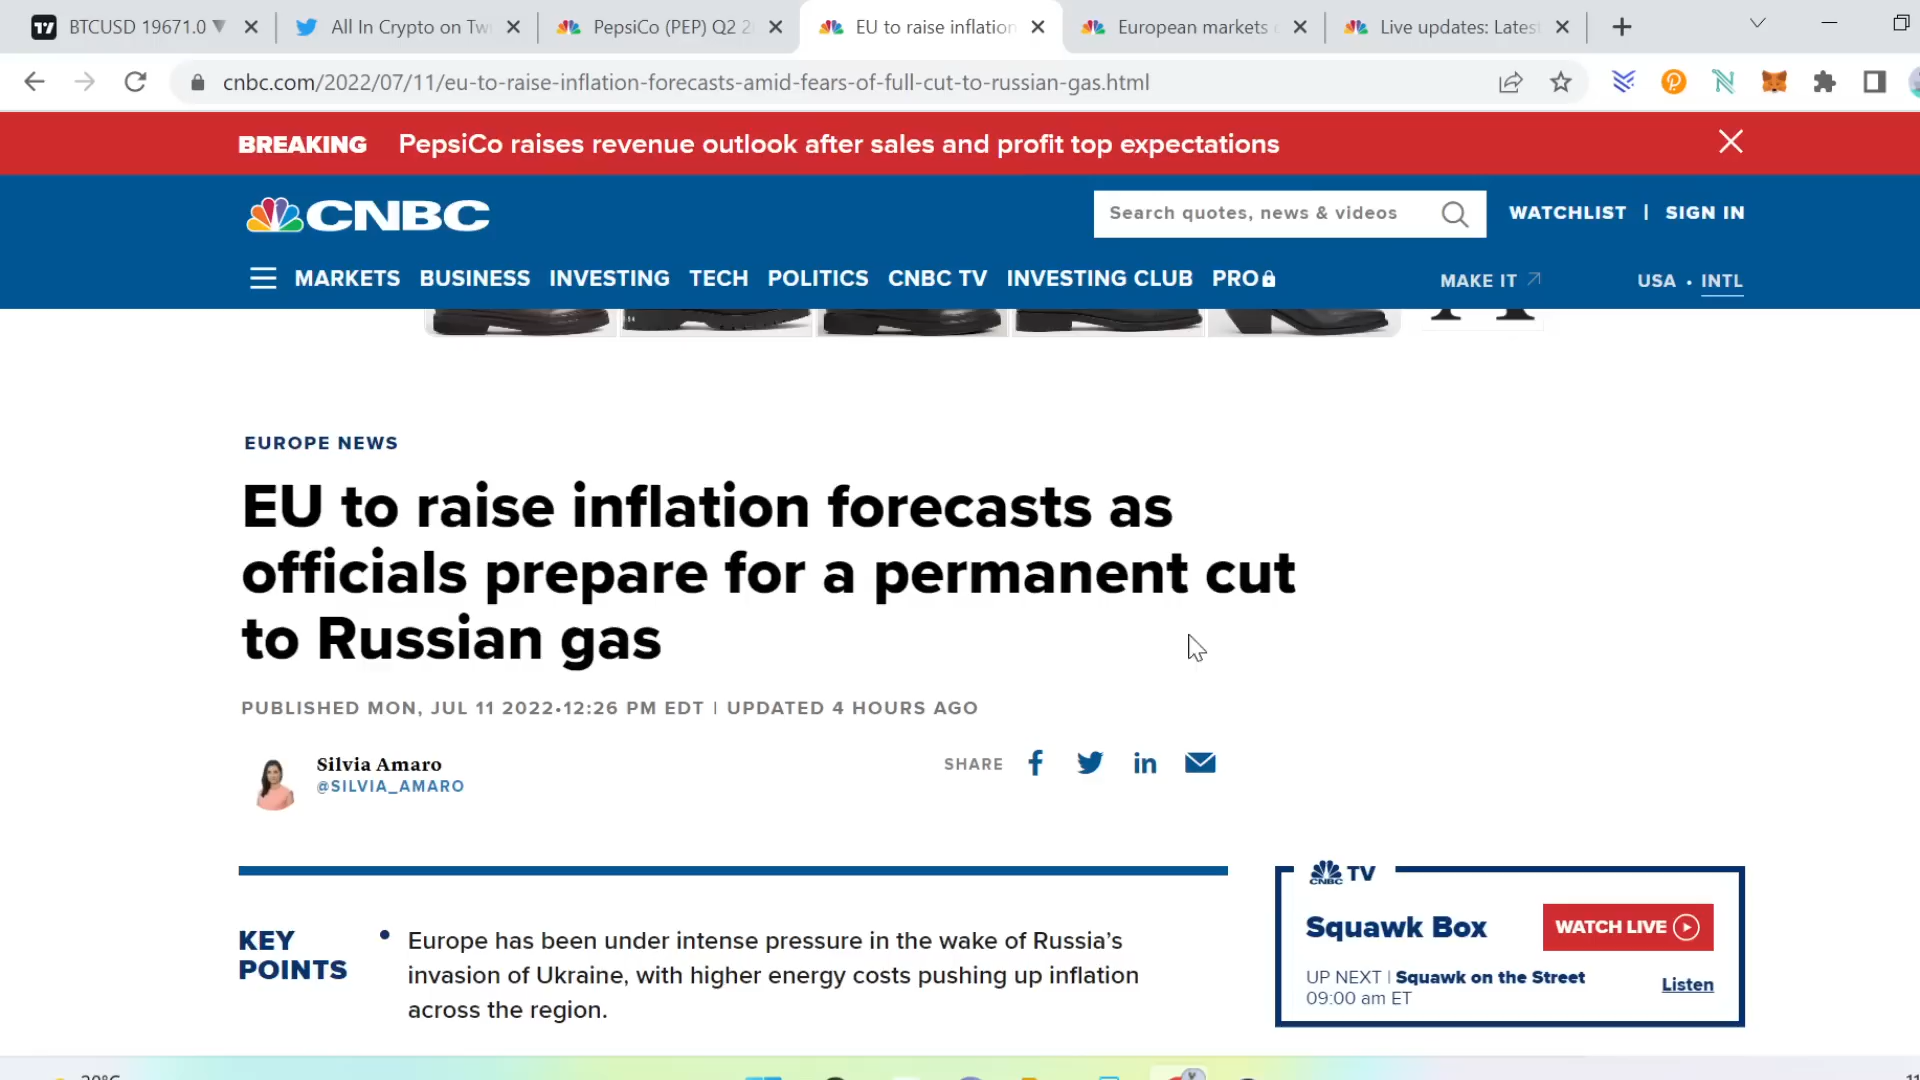 BTCUSD 19671.0
All In Crypto on Tw
PepsiCo (PEP) Q2 2
EU to raise inflation
European markets
Live updates: Latest
cnbc.com/2022/07/11/eu-to-raise-inflation-forecasts-amid-fears-of-full-cut-to-russian-gas.html
BREAKING PepsiCo raises revenue outlook after sales and profit top expectations
CNBC
Search quotes, news & videos
WATCHLIST | SIGN IN
MARKETS BUSINESS INVESTING TECH POLITICS CNBC TV INVESTING CLUB PRO
MAKE IT
USA • INTL
EUROPE NEWS
EU to raise inflation forecasts as
officials prepare for a permanent cut
to Russian gas
PUBLISHED MON, JUL 11 2022•12:26 PM EDT | UPDATED 4 HOURS AGO
Silvia Amaro
@SILVIA_AMARO
SHARE
KEY
POINTS
• Europe has been under intense pressure in the wake of Russia’s
invasion of Ukraine, with higher energy costs pushing up inflation
across the region.
CNBC TV
Squawk Box
WATCH LIVE
UP NEXT | Squawk on the Street
09:00 am ET
Listen